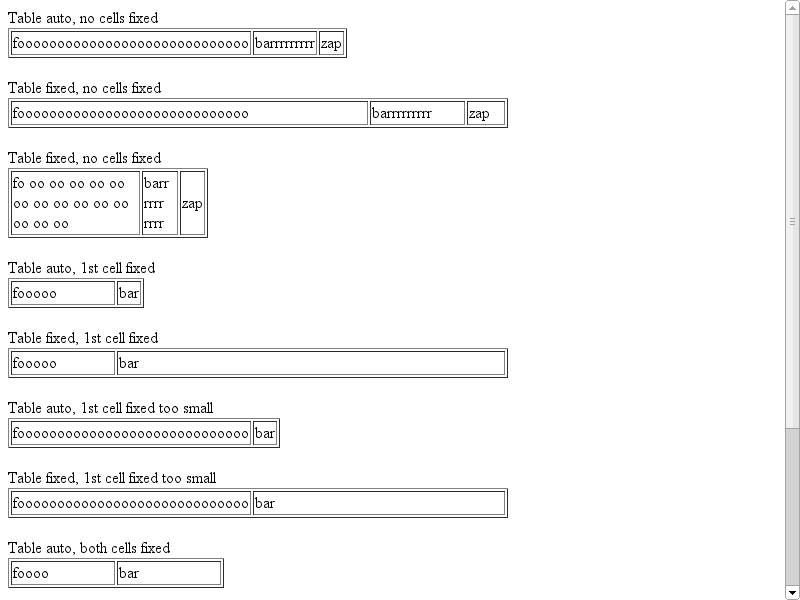 Table auto, no cells fixed
fooooooooooooooooooooooooooooo barrrrrrrrr zap
Table fixed, no cells fixed
fooooooooooooooooooooooooooooo barrrrrrrrr zap
Table fixed, no cells fixed
fo oo oo oo oo oo barr
oo oo oo oo oo oo rrrr zap
oo oo oo rrrr
Table auto, 1st cell fixed
fooooo bar
Table fixed, 1st cell fixed
fooooo bar
Table auto, 1st cell fixed too small
fooooooooooooooooooooooooooooo bar
Table fixed, 1st cell fixed too small
fooooooooooooooooooooooooooooo bar
Table auto, both cells fixed
foooo bar